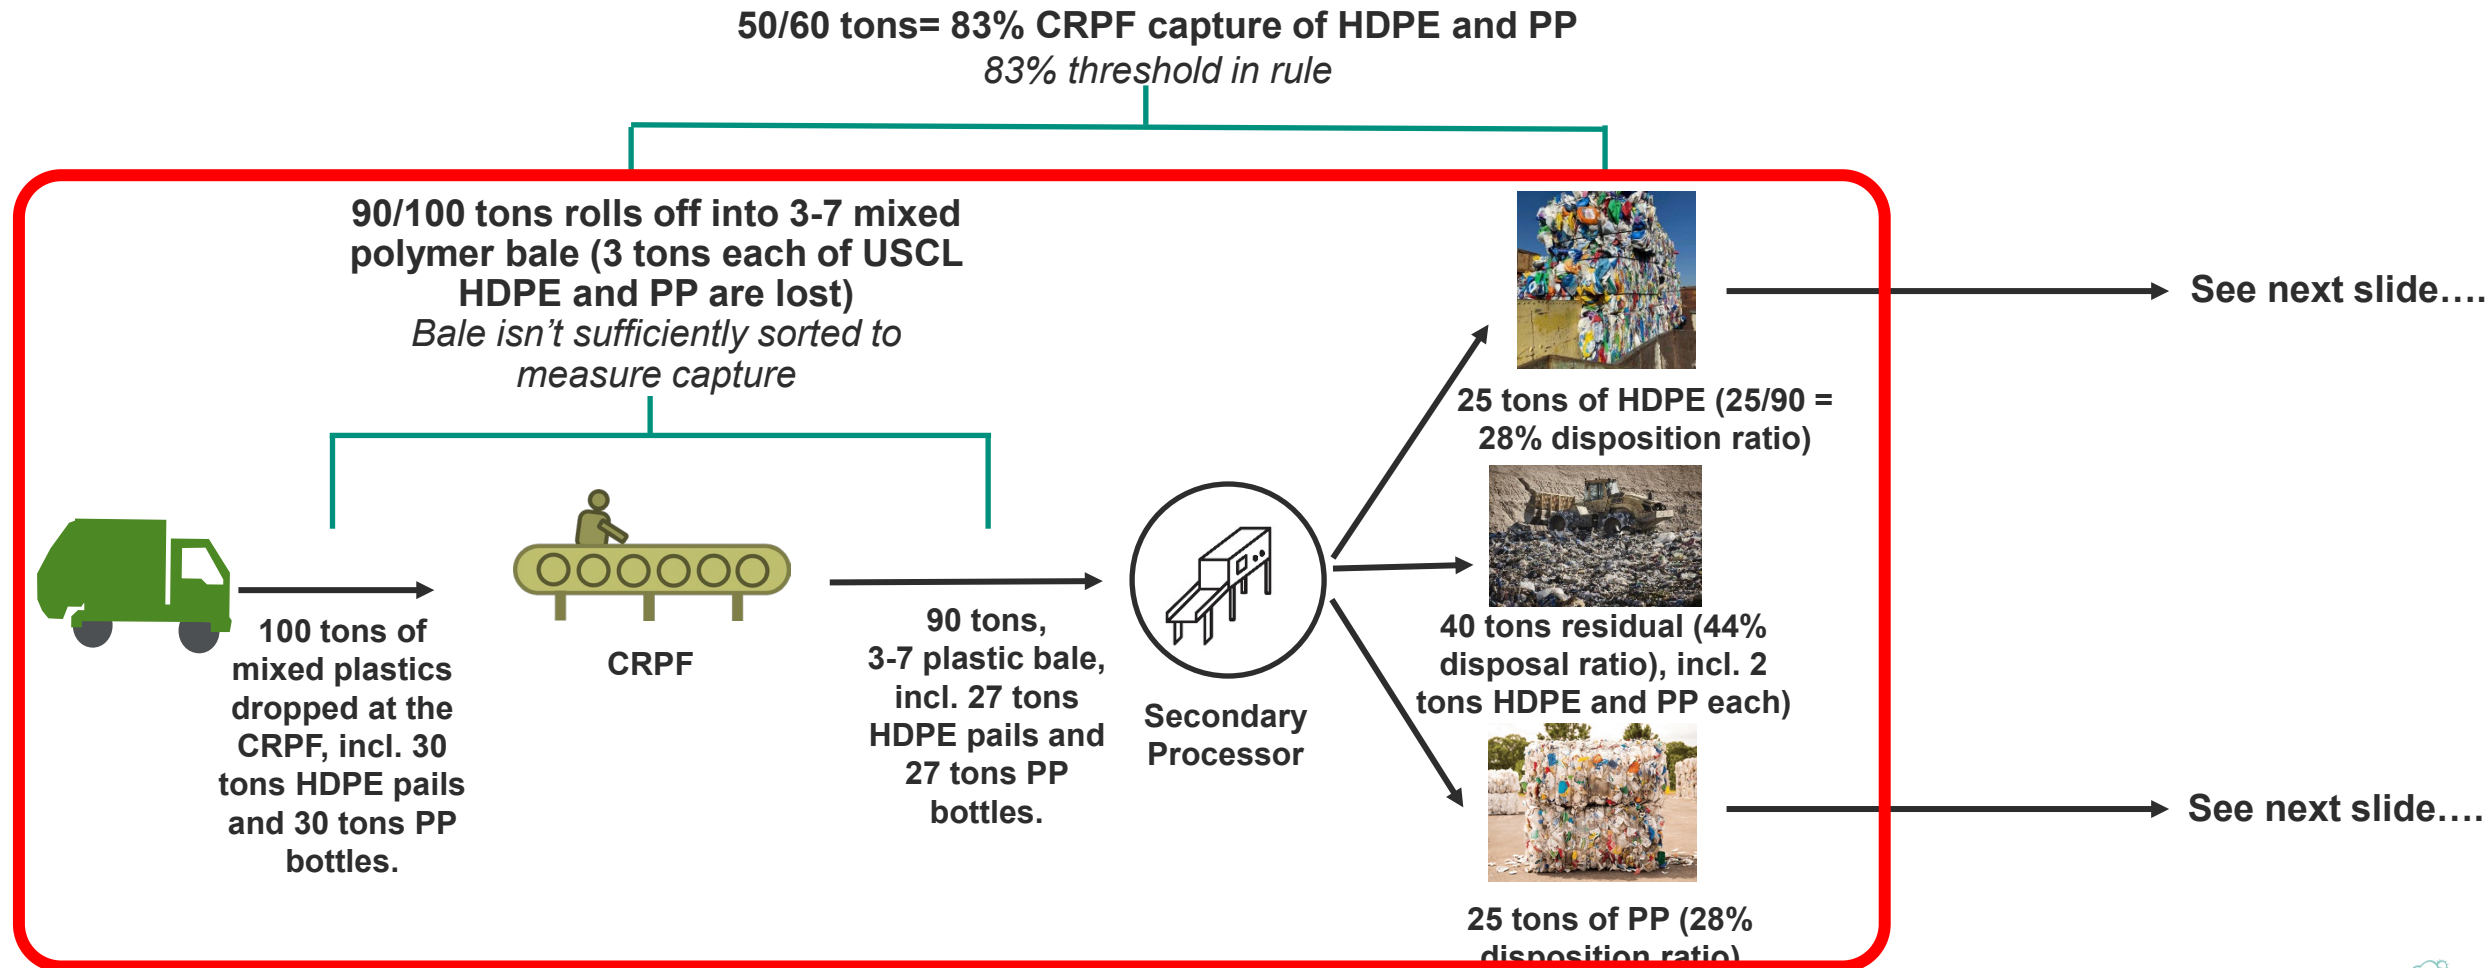 50/60 tons= 83% CRPF capture of HDPE and PP
83% threshold in rule
90/100 tons rolls off into 3-7 mixed
polymer bale (3 tons each of USCL
HDPE and PP are lost)
Bale isn’t sufficiently sorted to
measure capture
100 tons of
mixed plastics
dropped at the
CRPF, incl. 30
tons HDPE pails
and 30 tons PP
bottles.
CRPF
90 tons,
3-7 plastic bale,
incl. 27 tons
HDPE pails and
27 tons PP
bottles.
Secondary
Processor
25 tons of HDPE (25/90 =
28% disposition ratio)
40 tons residual (44%
disposal ratio), incl. 2
tons HDPE and PP each)
25 tons of PP (28%
disposition ratio)
See next slide….
See next slide….